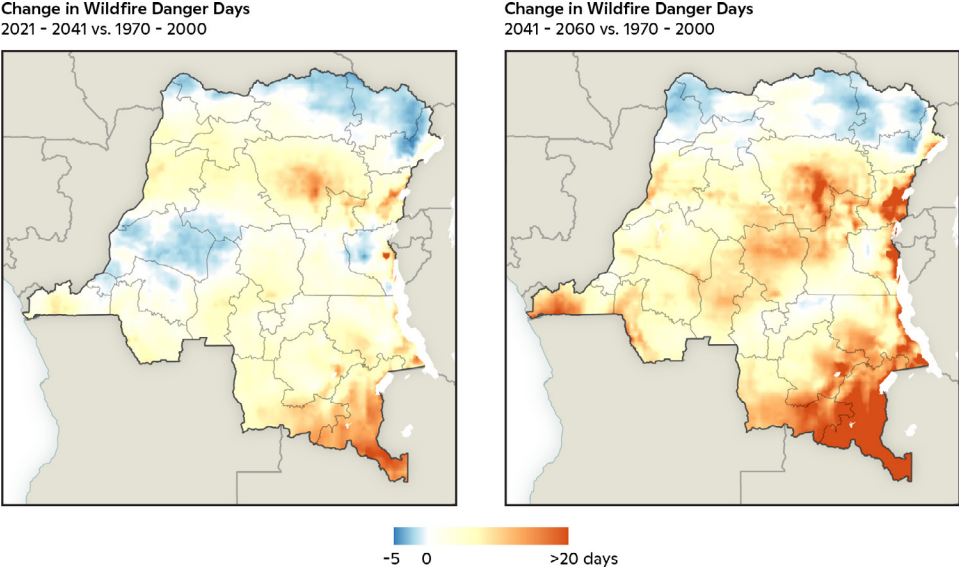 Change in Wildfire Danger Days
2021 - 2041 vs. 1970 - 2000
Change in Wildfire Danger Days
2041 - 2060 vs. 1970 - 2000
-5 0 >20 days